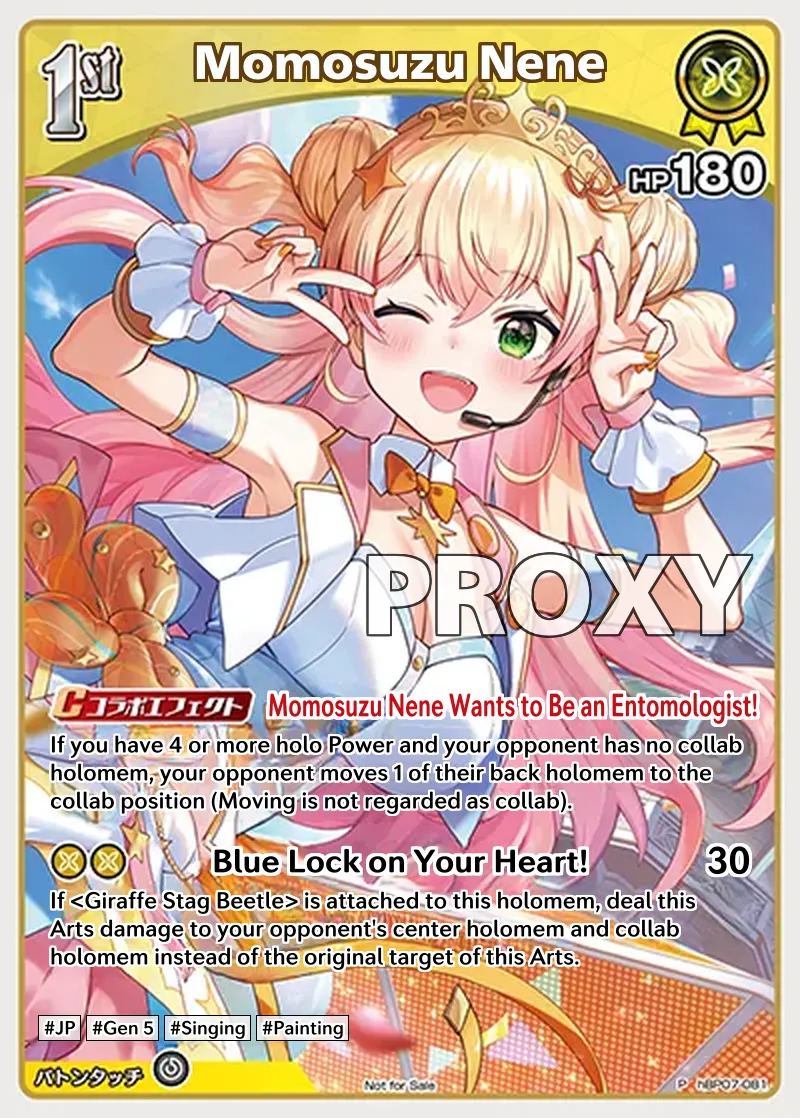 1st
Momosuzu Nene
HP180
PROXY
コラボエフェクト Momosuzu Nene Wants to Be an Entomologist!
If you have 4 or more holo Power and your opponent has no collab
holomem, your opponent moves 1 of their back holomem to the
collab position (Moving is not regarded as collab).
Blue Lock on Your Heart! 30
If <Giraffe Stag Beetle> is attached to this holomem, deal this
Arts damage to your opponent's center holomem and collab
holomem instead of the original target of this Arts.
#JP #Gen 5 #Singing #Painting
バトンタッチ
Not for Sale
P hBP07-081